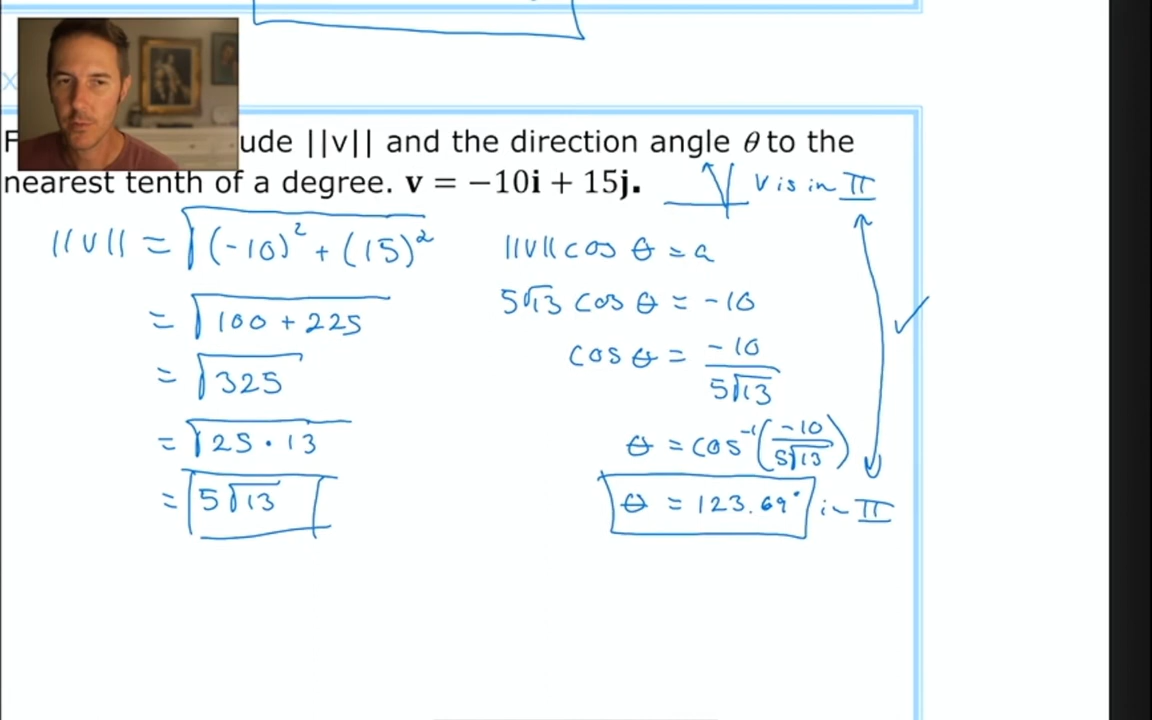 ude ||v|| and the direction angle θ to the
nearest tenth of a degree. v = −10i + 15j.
v is in II
||v|| = √((-10)² + (15)²)
= √(100 + 225)
= √325
= √(25 · 13)
= 5√13
||v|| cos θ = a
5√13 cos θ = -10
cos θ = -10/(5√13)
θ = cos⁻¹(-10/(5√13))
θ = 123.69° in II